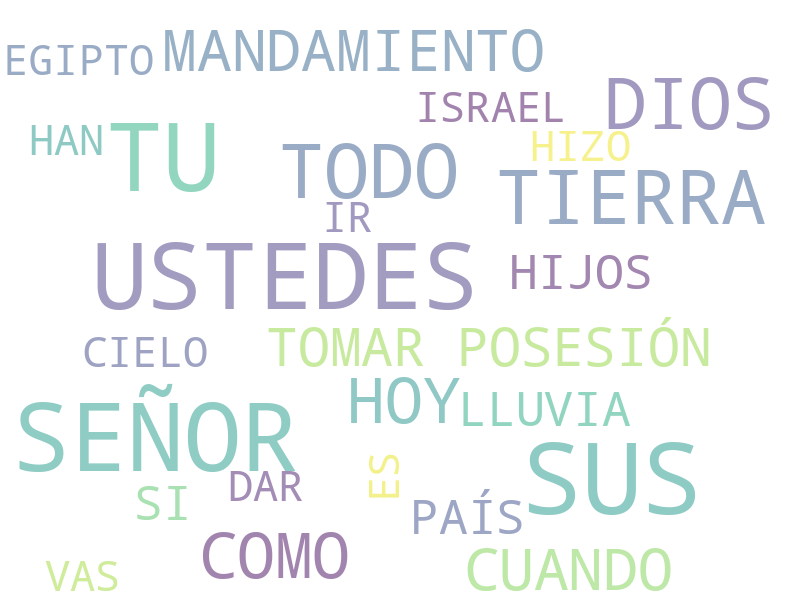 EGIPTO MANDAMIENTO
ISRAEL DIOS
HAN TU TODO HIZO
TIERRA
IR
USTEDES HIJOS
CIELO TOMAR POSESIÓN
SEÑOR HOY LLUVIA
SI DAR ES PAÍS SUS
VAS COMO CUANDO